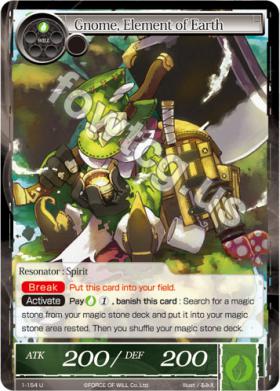 Gnome, Element of Earth
WILL
fowtcg.us
Resonator : Spirit
Break Put this card into your field.
Activate Pay 1 , banish this card : Search for a magic
stone from your magic stone deck and put it into your magic
stone area rested. Then you shuffle your magic stone deck.
ATK 200/ DEF 200
1-154 U ©FORCE OF WILL Co.,Ltd.